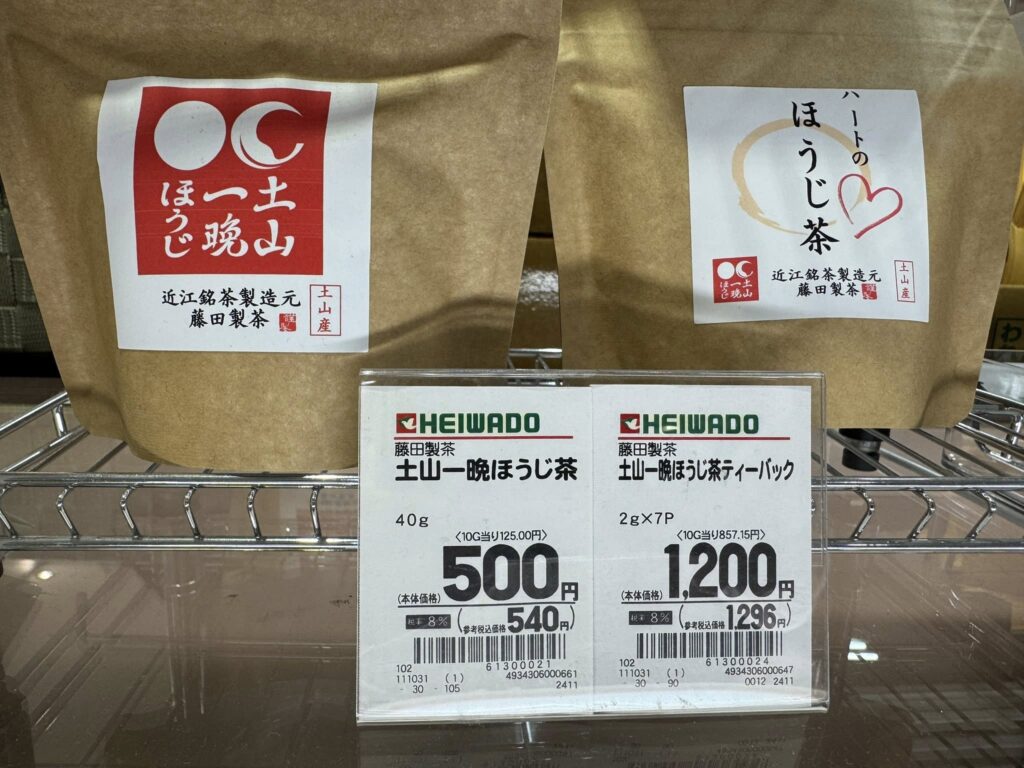 土山
一晩
ほうじ
近江銘茶製造元
藤田製茶
謹製
土山産
ハートの
ほうじ茶
土山
一晩
ほうじ
近江銘茶製造元
藤田製茶
土山産
わ
HEIWADO
藤田製茶
土山一晩ほうじ茶
40g
〈10G当り125.00円〉
(本体価格) 500円
税率 8% (参考税込価格 540円)
61300021
102
111031 (1) 4934306000661
- 30 - 105 2411
HEIWADO
藤田製茶
土山一晩ほうじ茶ティーバック
2g×7P
〈10G当り857.15円〉
(本体価格) 1,200円
税率 8% (参考税込価格 1,296円)
61300024
102
111031 (1) 4934306000647
- 30 - 90 0012 2411